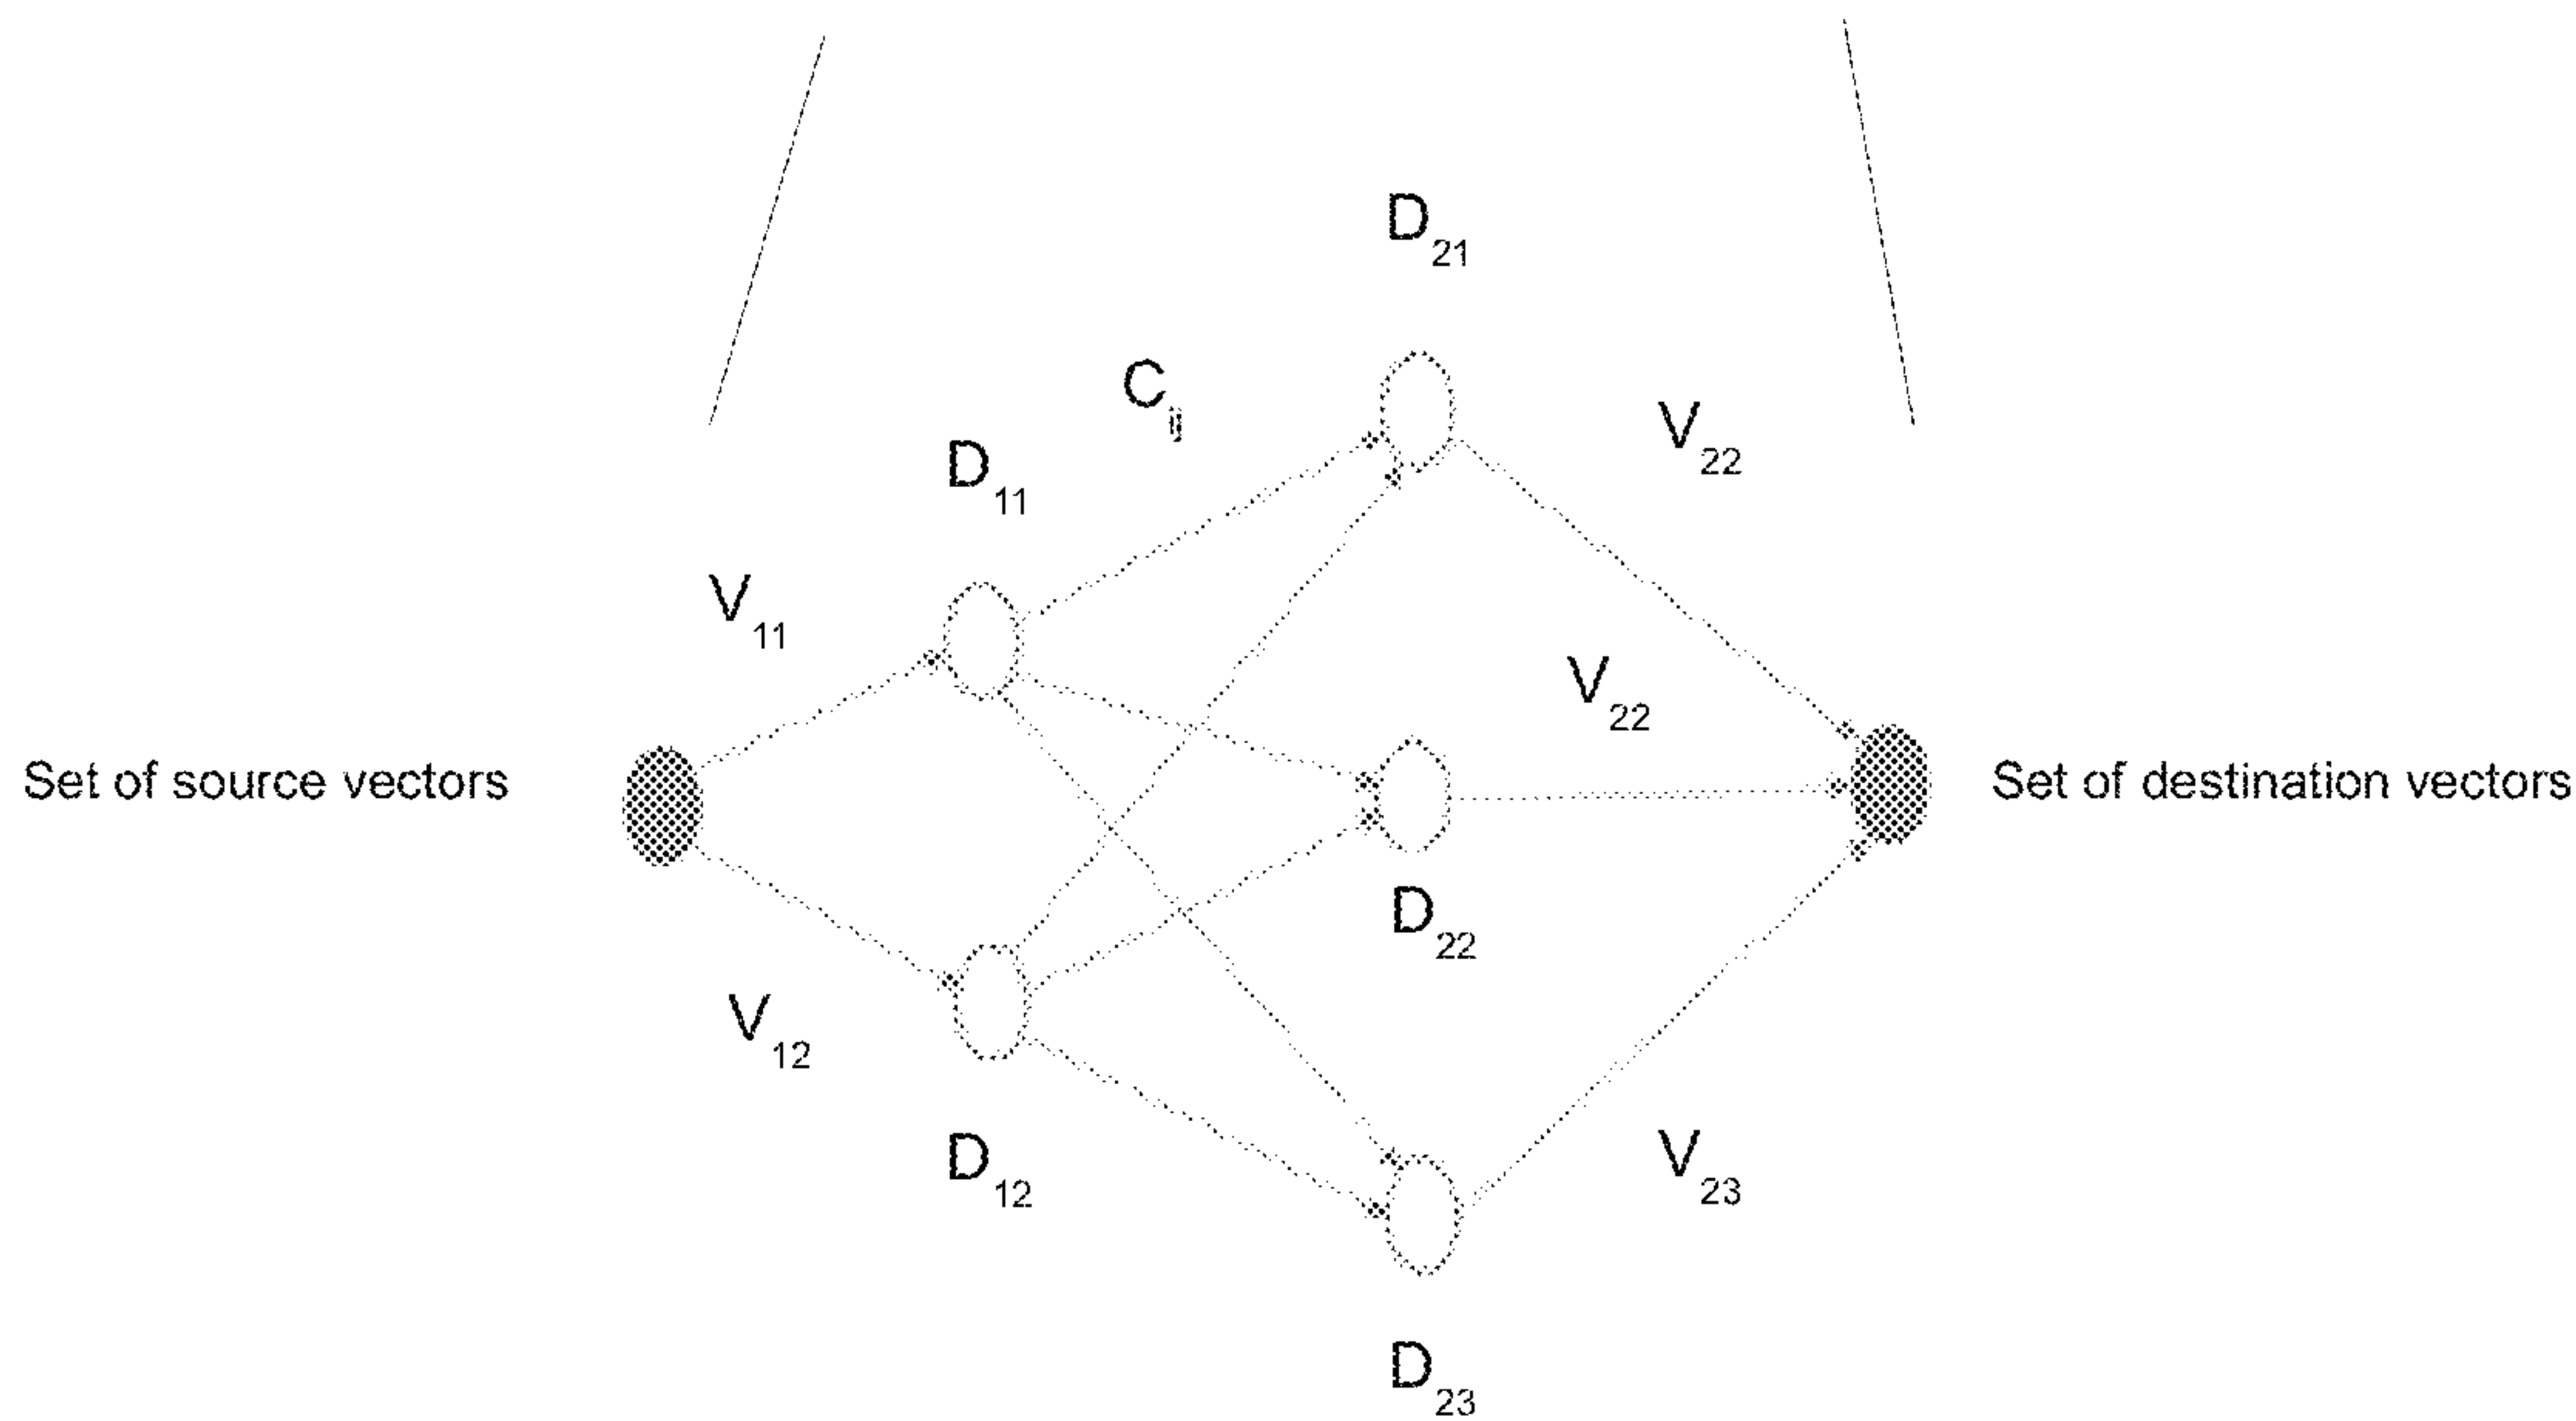 D21
Cij
D11
V22
V11
V22
Set of source vectors
Set of destination vectors
D22
V12
D12
V23
D23